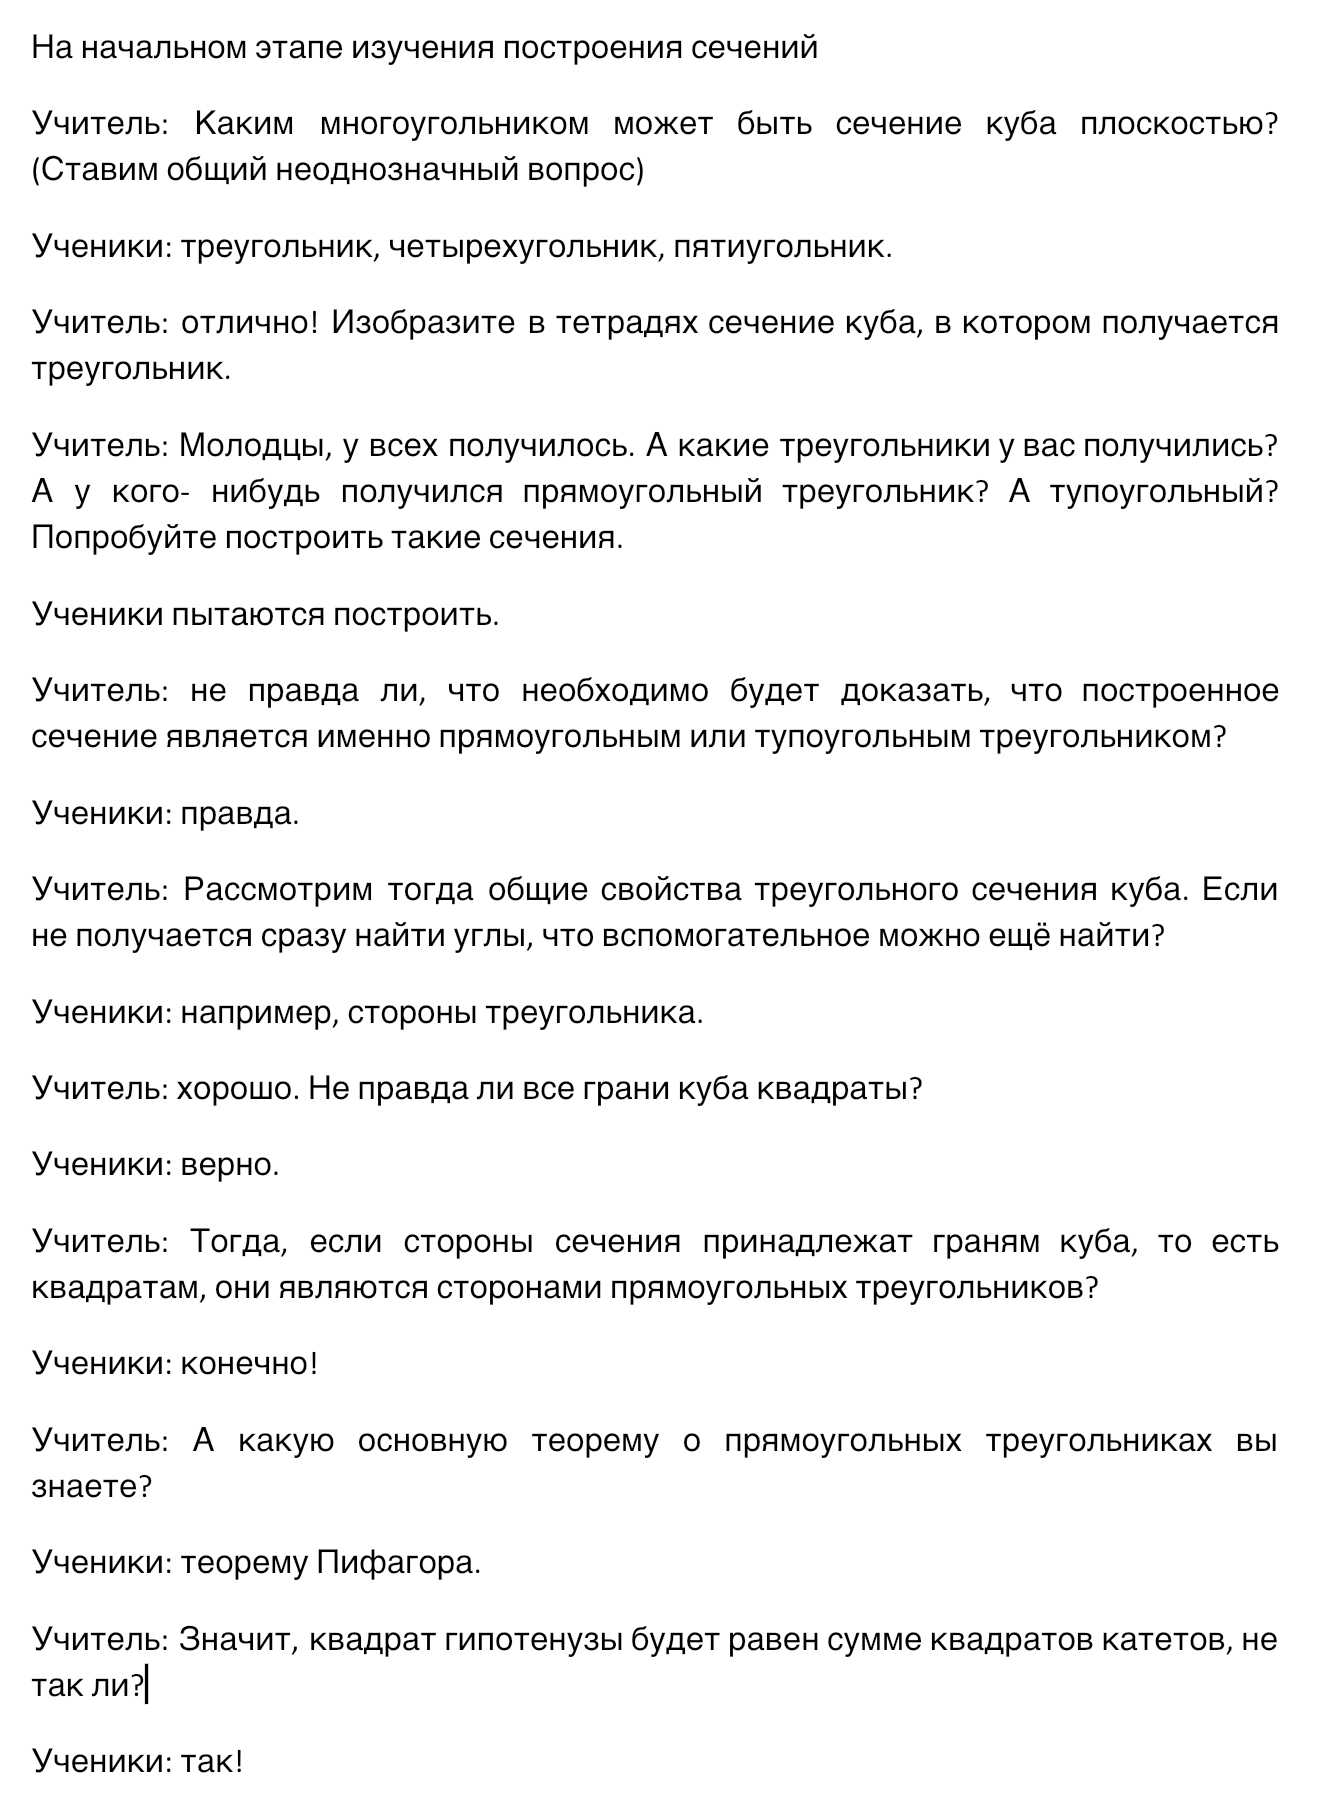 На начальном этапе изучения построения сечений
Учитель: Каким многоугольником может быть сечение куба плоскостью?
(Ставим общий неоднозначный вопрос)
Ученики: треугольник, четырехугольник, пятиугольник.
Учитель: отлично! Изобразите в тетрадях сечение куба, в котором получается
треугольник.
Учитель: Молодцы, у всех получилось. А какие треугольники у вас получились?
А у кого- нибудь получился прямоугольный треугольник? А тупоугольный?
Попробуйте построить такие сечения.
Ученики пытаются построить.
Учитель: не правда ли, что необходимо будет доказать, что построенное
сечение является именно прямоугольным или тупоугольным треугольником?
Ученики: правда.
Учитель: Рассмотрим тогда общие свойства треугольного сечения куба. Если
не получается сразу найти углы, что вспомогательное можно ещё найти?
Ученики: например, стороны треугольника.
Учитель: хорошо. Не правда ли все грани куба квадраты?
Ученики: верно.
Учитель: Тогда, если стороны сечения принадлежат граням куба, то есть
квадратам, они являются сторонами прямоугольных треугольников?
Ученики: конечно!
Учитель: А какую основную теорему о прямоугольных треугольниках вы
знаете?
Ученики: теорему Пифагора.
Учитель: Значит, квадрат гипотенузы будет равен сумме квадратов катетов, не
так ли?
Ученики: так!